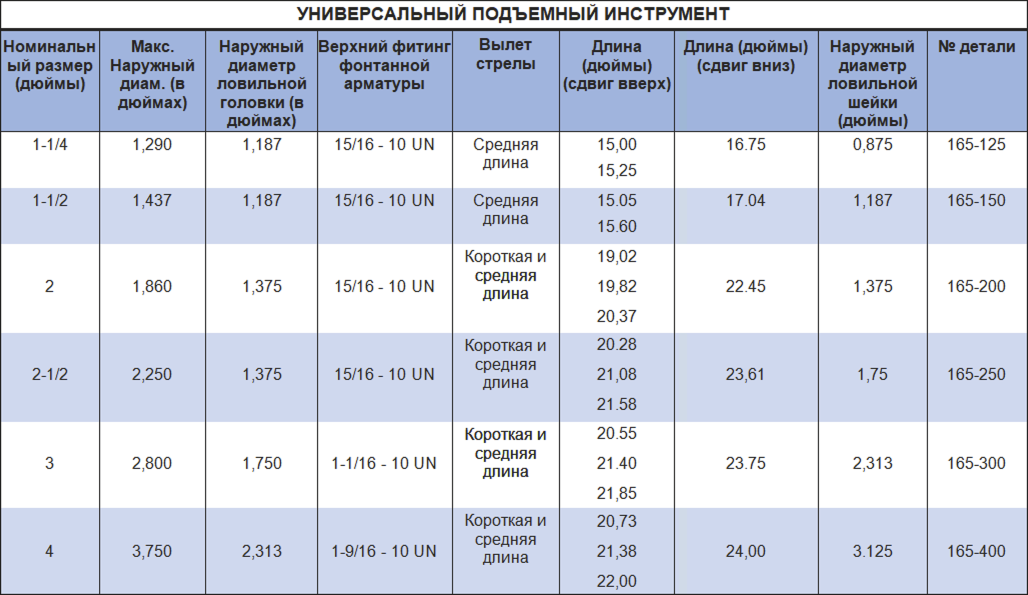 УНИВЕРСАЛЬНЫЙ ПОДЪЕМНЫЙ ИНСТРУМЕНТ
Номинальн
ый размер
(дюймы)
Макс.
Наружный
диам. (в
дюймах)
Наружный
диаметр
ловильной
головки (в
дюймах)
Верхний фитинг
фонтанной
арматуры
Вылет
стрелы
Длина
(дюймы)
(сдвиг вверх)
Длина (дюймы)
(сдвиг вниз)
Наружный
диаметр
ловильной
шейки
(дюймы)
№ детали
1-1/4
1,290
1,187
15/16 - 10 UN
Средняя
длина
15,00
15,25
16.75
0,875
165-125
1-1/2
1,437
1,187
15/16 - 10 UN
Средняя
длина
15.05
15.60
17.04
1,187
165-150
2
1,860
1,375
15/16 - 10 UN
Короткая и
средняя
длина
19,02
19,82
20,37
22.45
1,375
165-200
2-1/2
2,250
1,375
15/16 - 10 UN
Короткая и
средняя
длина
20.28
21,08
21.58
23,61
1,75
165-250
3
2,800
1,750
1-1/16 - 10 UN
Короткая и
средняя
длина
20.55
21.40
21,85
23.75
2,313
165-300
4
3,750
2,313
1-9/16 - 10 UN
Короткая и
средняя
длина
20,73
21,38
22,00
24,00
3.125
165-400